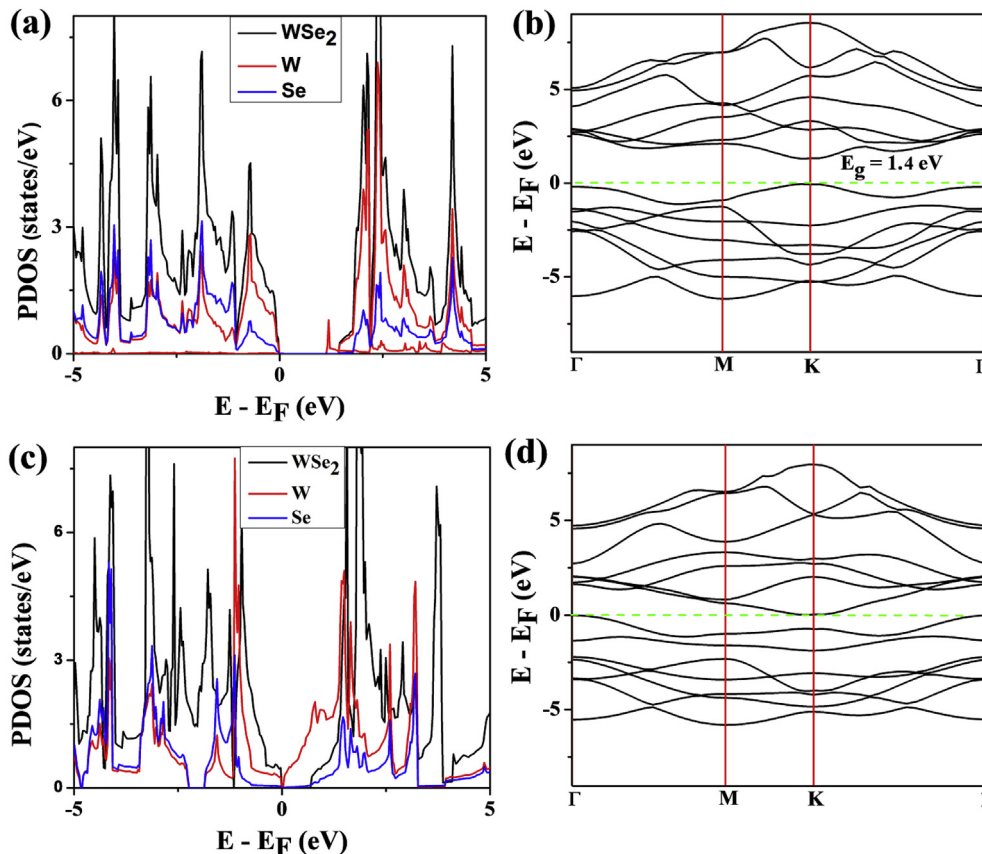 (a)
WSe2
W
Se
PDOS (states/eV)
6
3
0
-5
0
5
E - EF (eV)
(b)
E - EF (eV)
5
0
-5
Eg = 1.4 eV
Γ
M
K
(c)
WSe2
W
Se
PDOS (states/eV)
6
3
0
-5
0
5
E - EF (eV)
(d)
E - EF (eV)
5
0
-5
Γ
M
K